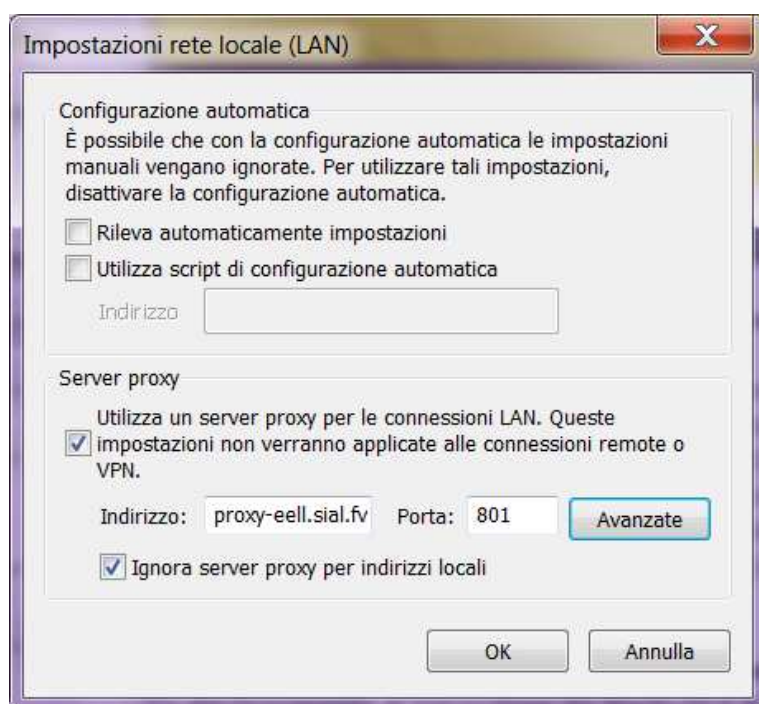 Impostazioni rete locale (LAN)
X
Configurazione automatica
È possibile che con la configurazione automatica le impostazioni
manuali vengano ignorate. Per utilizzare tali impostazioni,
disattivare la configurazione automatica.
Rileva automaticamente impostazioni
Utilizza script di configurazione automatica
Indirizzo
Server proxy
Utilizza un server proxy per le connessioni LAN. Queste
impostazioni non verranno applicate alle connessioni remote o
VPN.
Indirizzo: proxy-eell.sial.fv Porta: 801 Avanzate
Ignora server proxy per indirizzi locali
OK Annulla